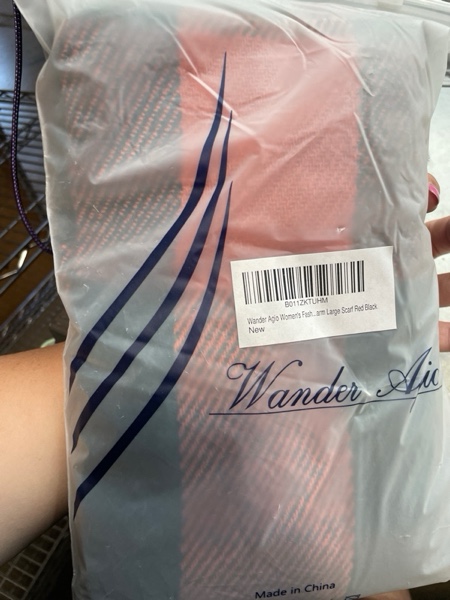 B011ZKTUHM
Wander Agio Women's Fash...arm Large Scarf Red Black
New
Wander Agio
Made in China